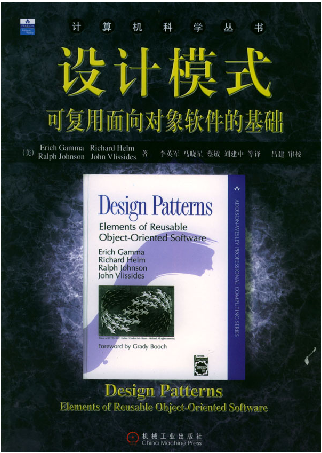 计算机科学丛书
设计模式
可复用面向对象软件的基础
(美) Erich Gamma Richard Helm
Ralph Johnson John Vlissides 著 李英军 马晓星 蔡敏 刘建中 等译 吕建 审校
Design Patterns
Elements of Reusable
Object-Oriented Software
Erich Gamma
Richard Helm
Ralph Johnson
John Vlissides
Foreword by Grady Booch
ADDISON-WESLEY PROFESSIONAL COMPUTING SERIES
Design Patterns
Elements of Reusable Object-Oriented Software
机械工业出版社
China Machine Press